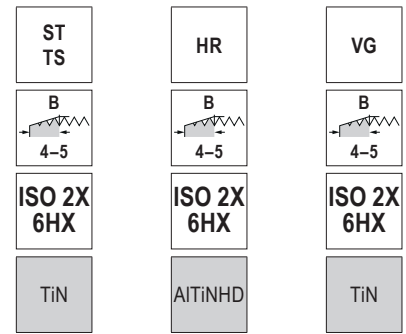 ST
TS
HR
VG
B
4–5
B
4–5
B
4–5
ISO 2X
6HX
ISO 2X
6HX
ISO 2X
6HX
TiN
AlTiNHD
TiN